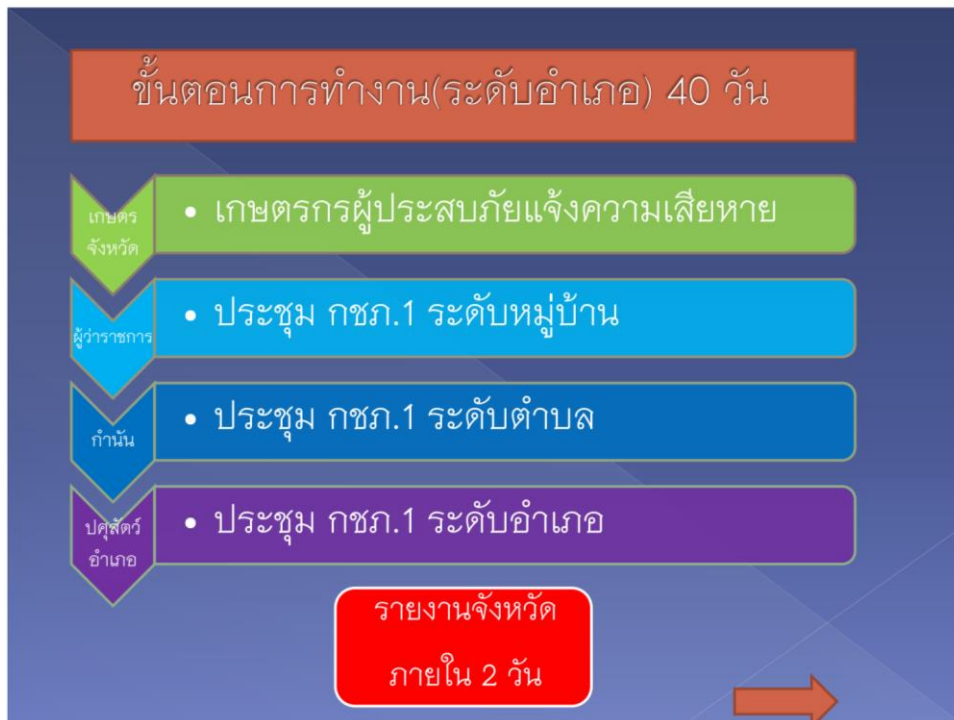 ขั้นตอนการทำงาน(ระดับอำเภอ) 40 วัน
เกษตร
จังหวัด
• เกษตรกรผู้ประสบภัยแจ้งความเสียหาย
ผู้ว่าราชการ
• ประชุม กชภ.1 ระดับหมู่บ้าน
กำนัน
• ประชุม กชภ.1 ระดับตำบล
ปศุสัตว์
อำเภอ
• ประชุม กชภ.1 ระดับอำเภอ
รายงานจังหวัด
ภายใน 2 วัน